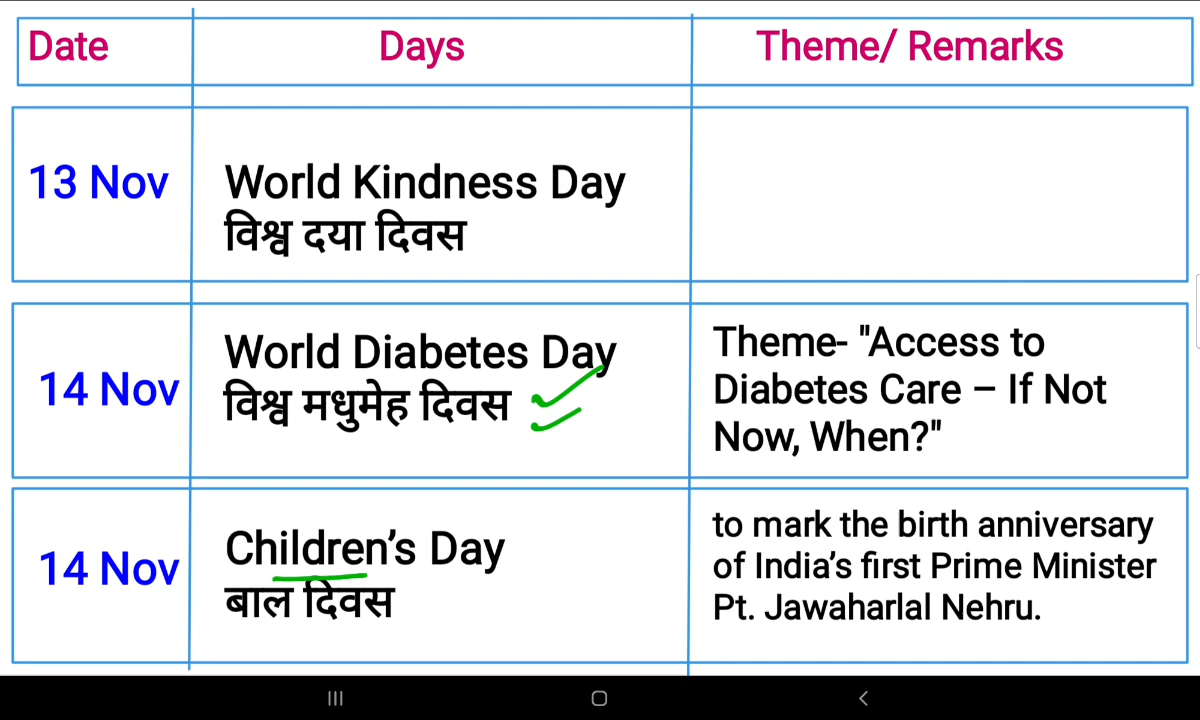 Date Days Theme/ Remarks
13 Nov
World Kindness Day
विश्व दया दिवस
14 Nov
World Diabetes Day
विश्व मधुमेह दिवस
Theme- "Access to
Diabetes Care – If Not
Now, When?"
14 Nov
Children’s Day
बाल दिवस
to mark the birth anniversary
of India’s first Prime Minister
Pt. Jawaharlal Nehru.